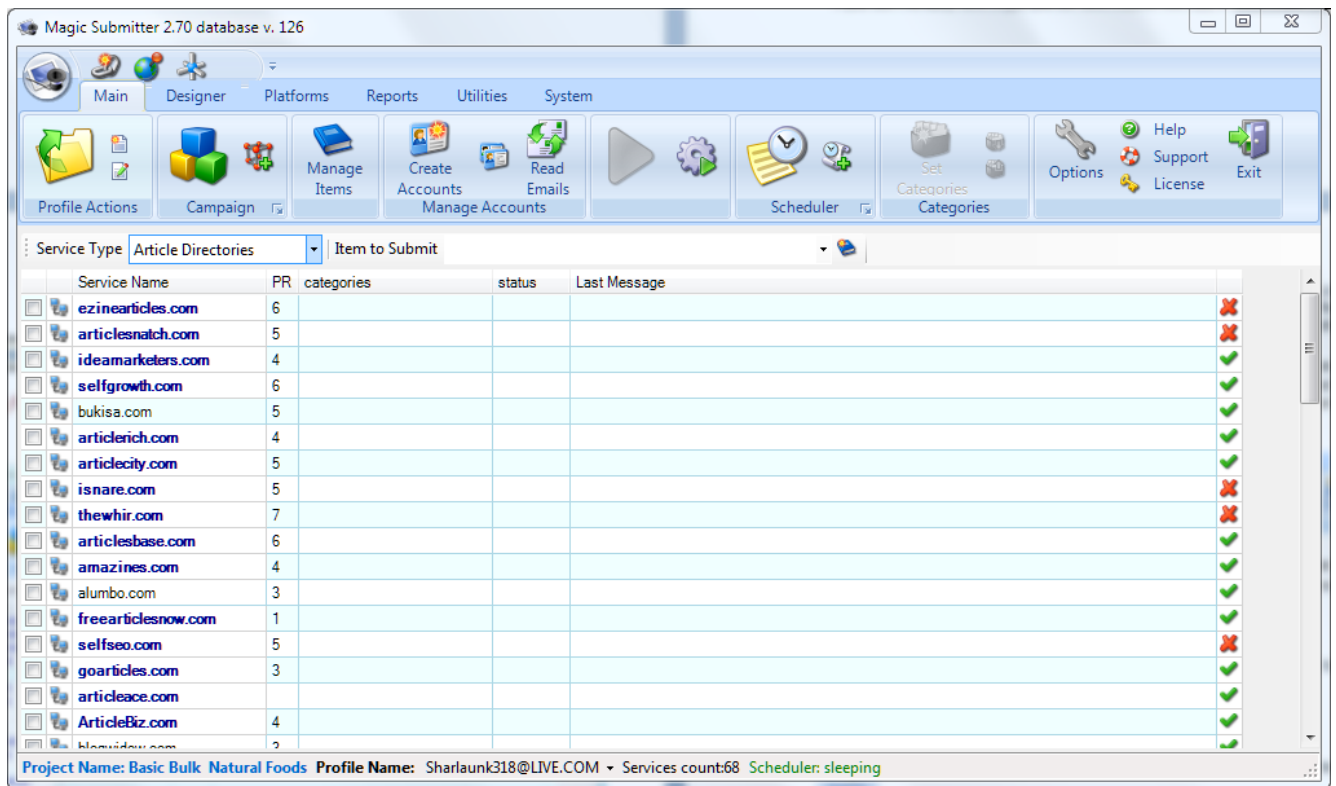 Magic Submitter 2.70 database v. 126
Main Designer Platforms Reports Utilities System
Manage Items
Create Accounts
Read Emails
Set Categories
Options
Help
Support
License
Exit
Profile Actions Campaign Manage Accounts Scheduler Categories
Service Type Article Directories Item to Submit
Service Name PR categories status Last Message
ezinearticles.com 6
articlesnatch.com 5
ideamarketers.com 4
selfgrowth.com 6
bukisa.com 5
articlerich.com 4
articlecity.com 5
isnare.com 5
thewhir.com 7
articlesbase.com 6
amazines.com 4
alumbo.com 3
freearticlesnow.com 1
selfseo.com 5
goarticles.com 3
articleace.com
ArticleBiz.com 4
Project Name: Basic Bulk Natural Foods Profile Name: Sharlaunk318@LIVE.COM Services count:68 Scheduler: sleeping